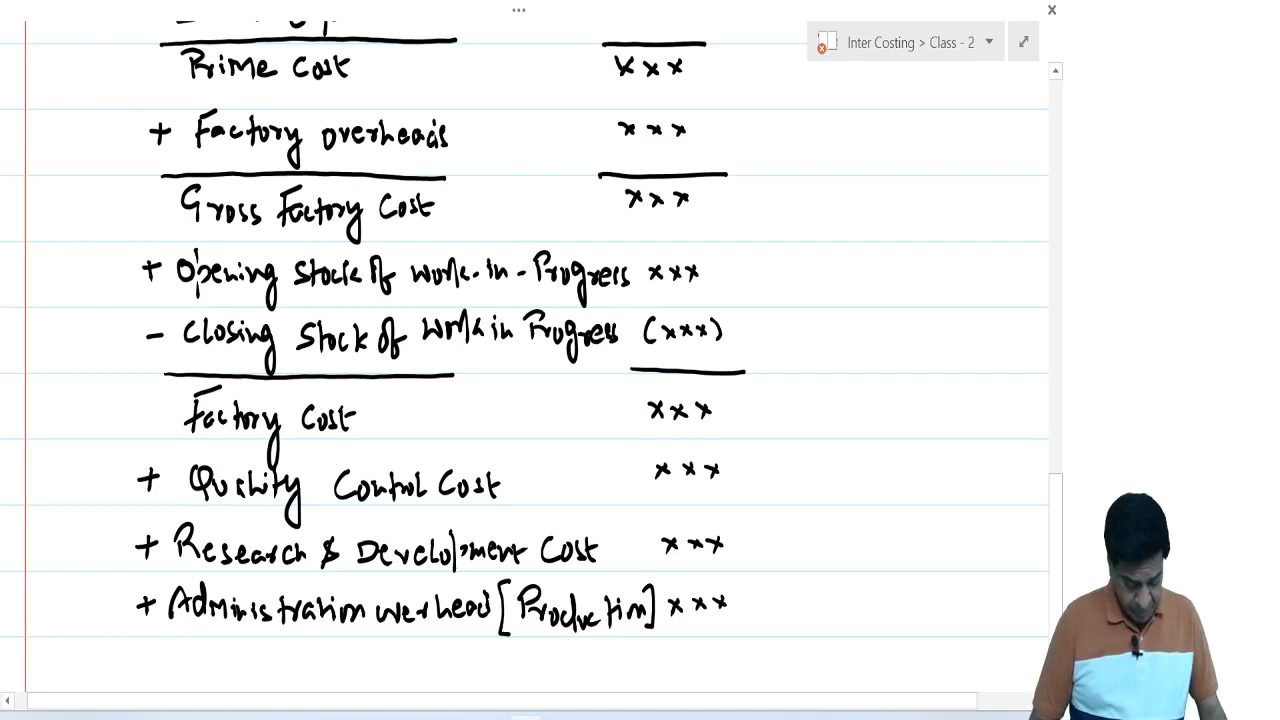 Inter Costing > Class - 2
Prime Cost xxx
+ Factory overheads xxx
Gross Factory Cost xxx
+ Opening Stock of work-in-Progress xxx
- Closing Stock of work in Progress (xxx)
Factory Cost xxx
+ Quality Control Cost xxx
+ Research & Development Cost xxx
+ Administration overhead [Production] xxx